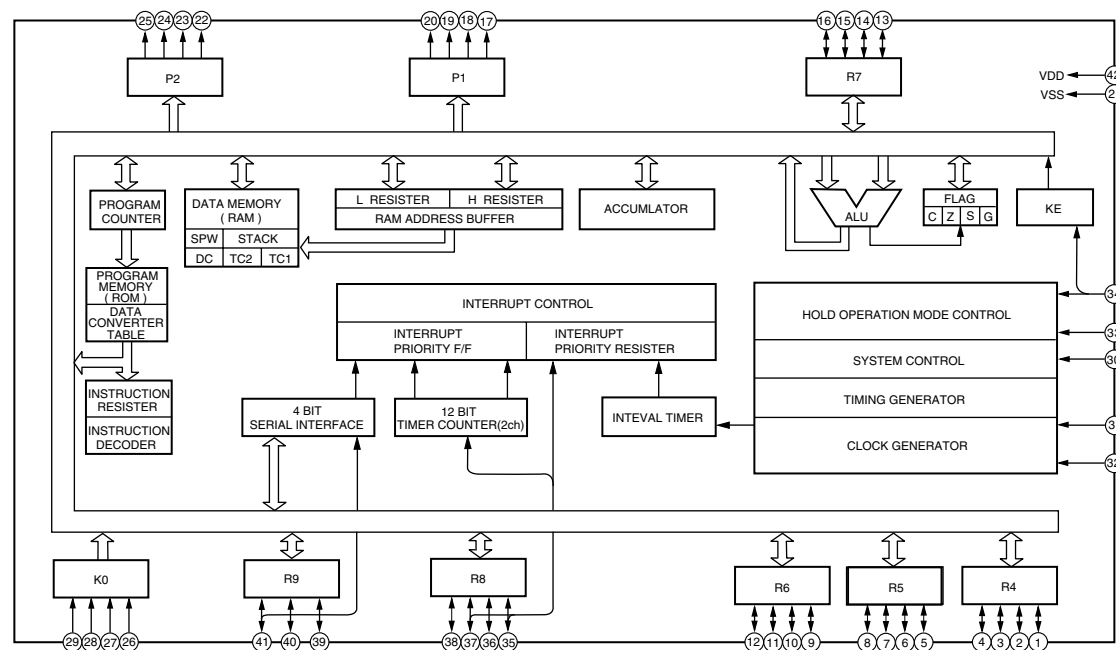 25 24 23 22
20 19 18 17
16 15 14 13
P2
P1
R7
VDD
42
VSS
2
PROGRAM
COUNTER
DATA MEMORY
( RAM )
SPW STACK
DC TC2 TC1
L RESISTER H RESISTER
RAM ADDRESS BUFFER
ACCUMLATOR
ALU
FLAG
C Z S G
KE
PROGRAM
MEMORY
( ROM )
DATA
CONVERTER
TABLE
INSTRUCTION
RESISTER
INSTRUCTION
DECODER
INTERRUPT CONTROL
INTERRUPT
PRIORITY F/F
INTERRUPT
PRIORITY RESISTER
4 BIT
SERIAL INTERFACE
12 BIT
TIMER COUNTER(2ch)
INTEVAL TIMER
HOLD OPERATION MODE CONTROL
SYSTEM CONTROL
TIMING GENERATOR
CLOCK GENERATOR
34
33
30
3
32
K0
R9
R8
R6
R5
R4
29 28 27 26
41 40 39
38 37 36 35
12 11 10 9
8 7 6 5
4 3 2 1